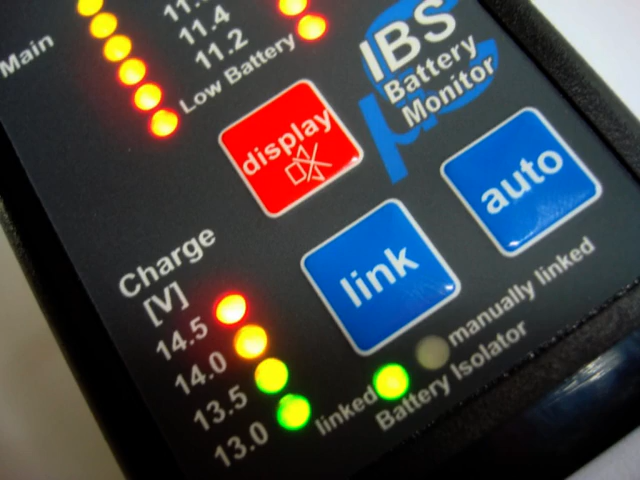 Main
11.4
11.2
Low Battery
IBS
Battery
Monitor
display
auto
link
Charge
[V]
14.5
14.0
13.5
13.0
linked
manually linked
Battery Isolator